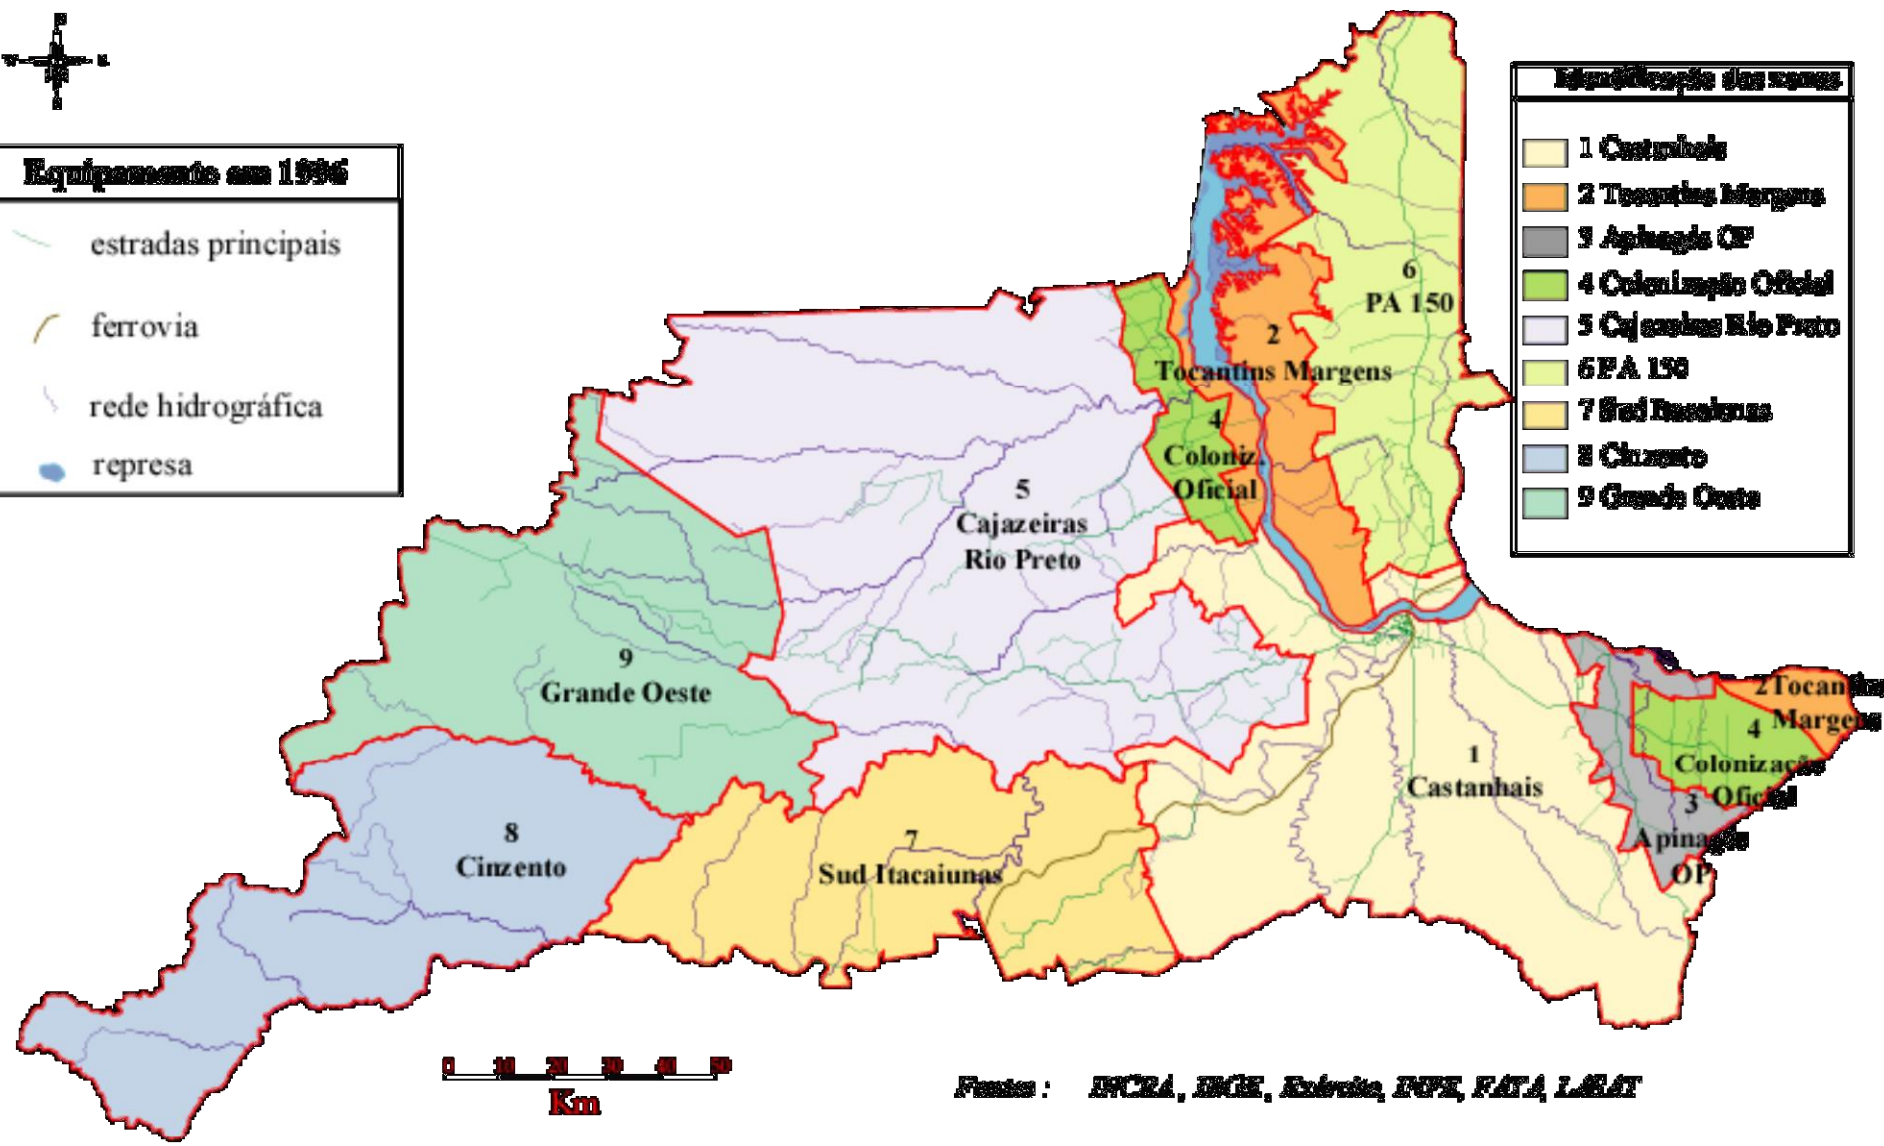 N
W
E
S
Equipamento em 1996
estradas principais
ferrovia
rede hidrográfica
represa
Identificação das zonas
1 Castanhais
2 Tocantins Margens
3 Apinagés OP
4 Colonização Oficial
5 Cajazeiras Rio Preto
6 PA 150
7 Sud Itacaiunas
8 Cinzento
9 Grande Oeste
6
PA 150
2
Tocantins Margens
4
Coloniz.
Oficial
5
Cajazeiras
Rio Preto
9
Grande Oeste
2 Tocantins
Margens
4
Colonização
Oficial
1
Castanhais
3
Apinagés
OP
8
Cinzento
7
Sud Itacaiunas
0 10 20 30 40 50
Km
Fontes : INCRA, IBGE, Exército, INPE, FATA, LASAT